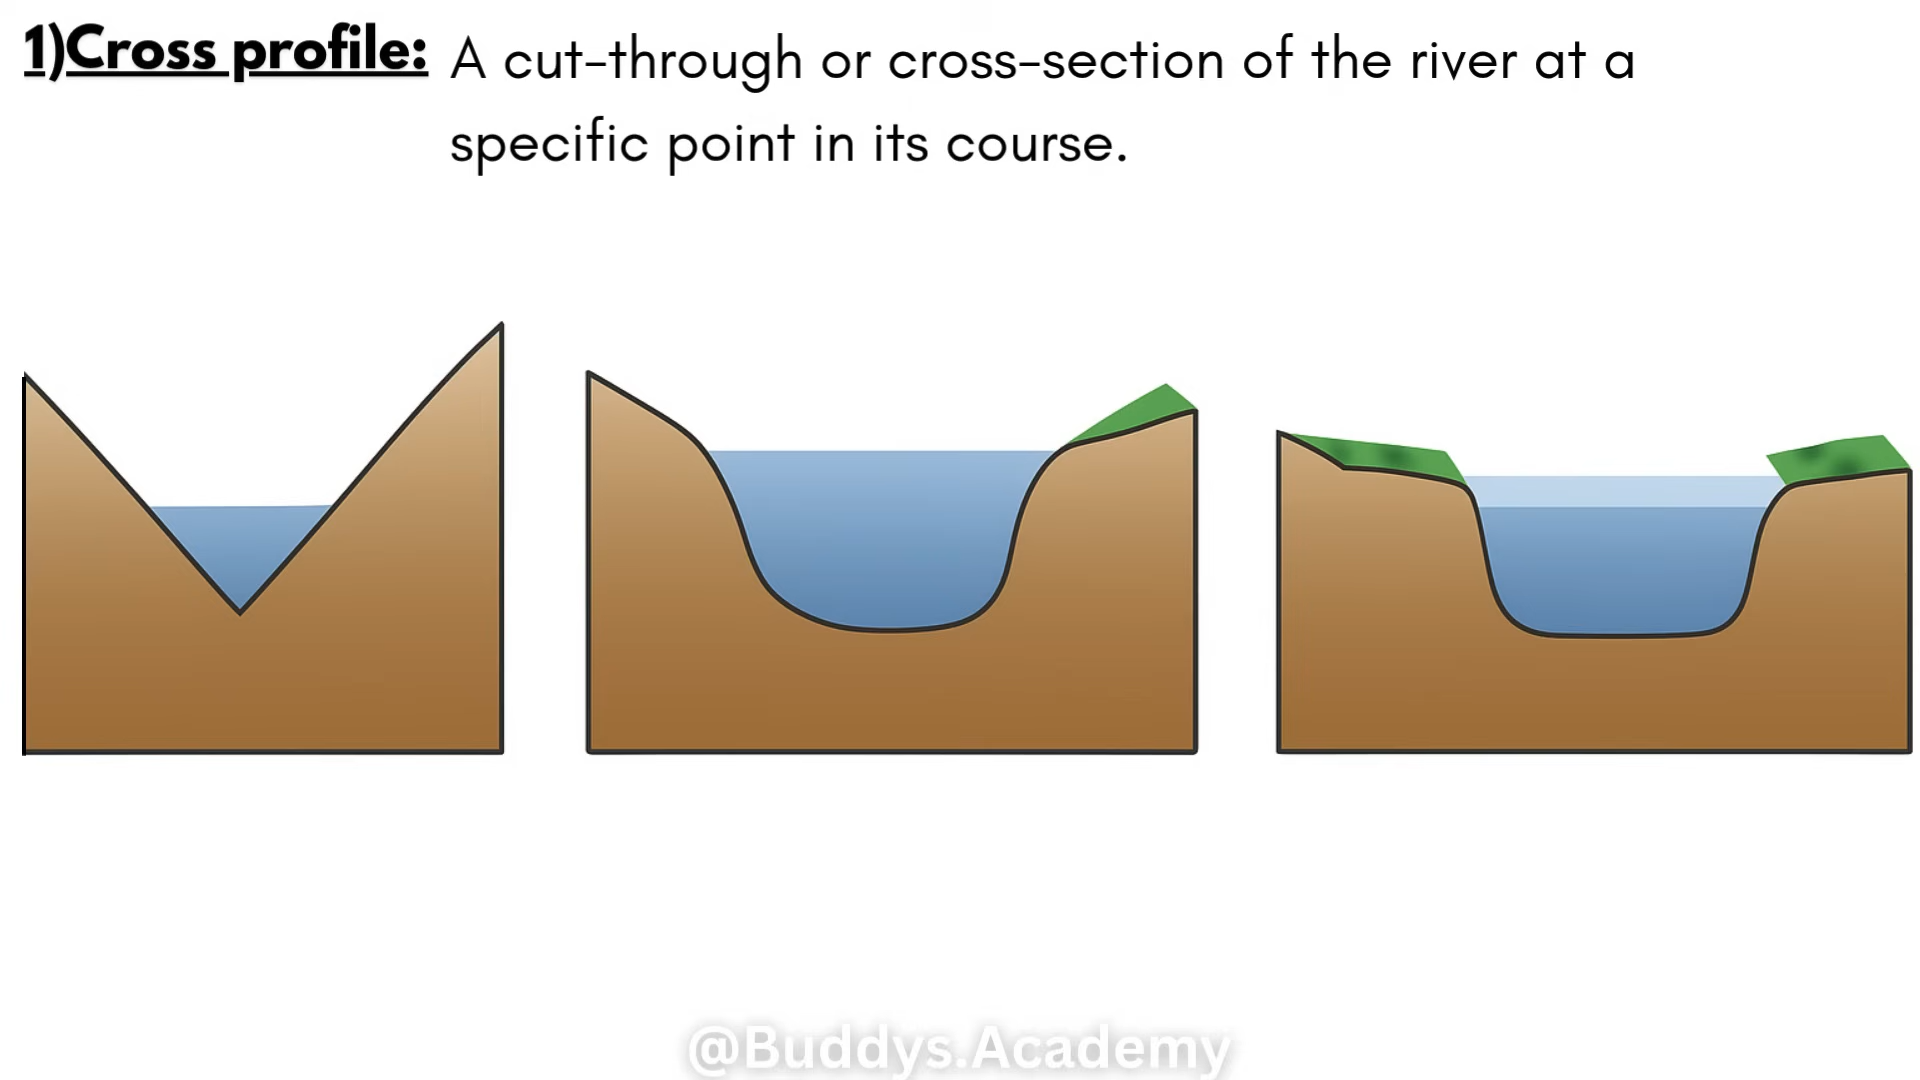 1)Cross profile: A cut-through or cross-section of the river at a
specific point in its course.
@Buddys.Academy